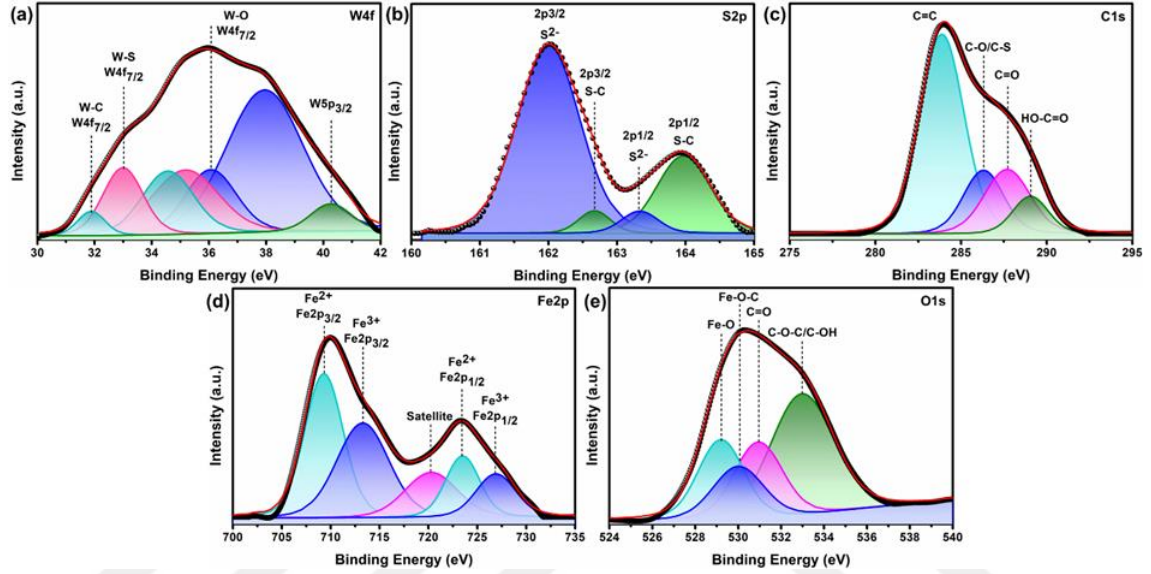 (a)
W4f
W-O
W4f7/2
W-S
W4f7/2
W-C
W4f7/2
W5p3/2
Intensity (a.u.)
30 32 34 36 38 40 42
Binding Energy (eV)
(b)
S2p
2p3/2
S2-
2p3/2
S-C
2p1/2
S2-
2p1/2
S-C
Intensity (a.u.)
160 161 162 163 164 165
Binding Energy (eV)
(c)
C1s
C=C
C-O/C-S
C=O
HO-C=O
Intensity (a.u.)
275 280 285 290 295
Binding Energy (eV)
(d)
Fe2p
Fe2+
Fe2p3/2
Fe3+
Fe2p3/2
Satellite
Fe2+
Fe2p1/2
Fe3+
Fe2p1/2
Intensity (a.u.)
700 705 710 715 720 725 730 735
Binding Energy (eV)
(e)
O1s
Fe-O-C
Fe-O
C=O
C-O-C/C-OH
Intensity (a.u.)
524 526 528 530 532 534 536 538 540
Binding Energy (eV)